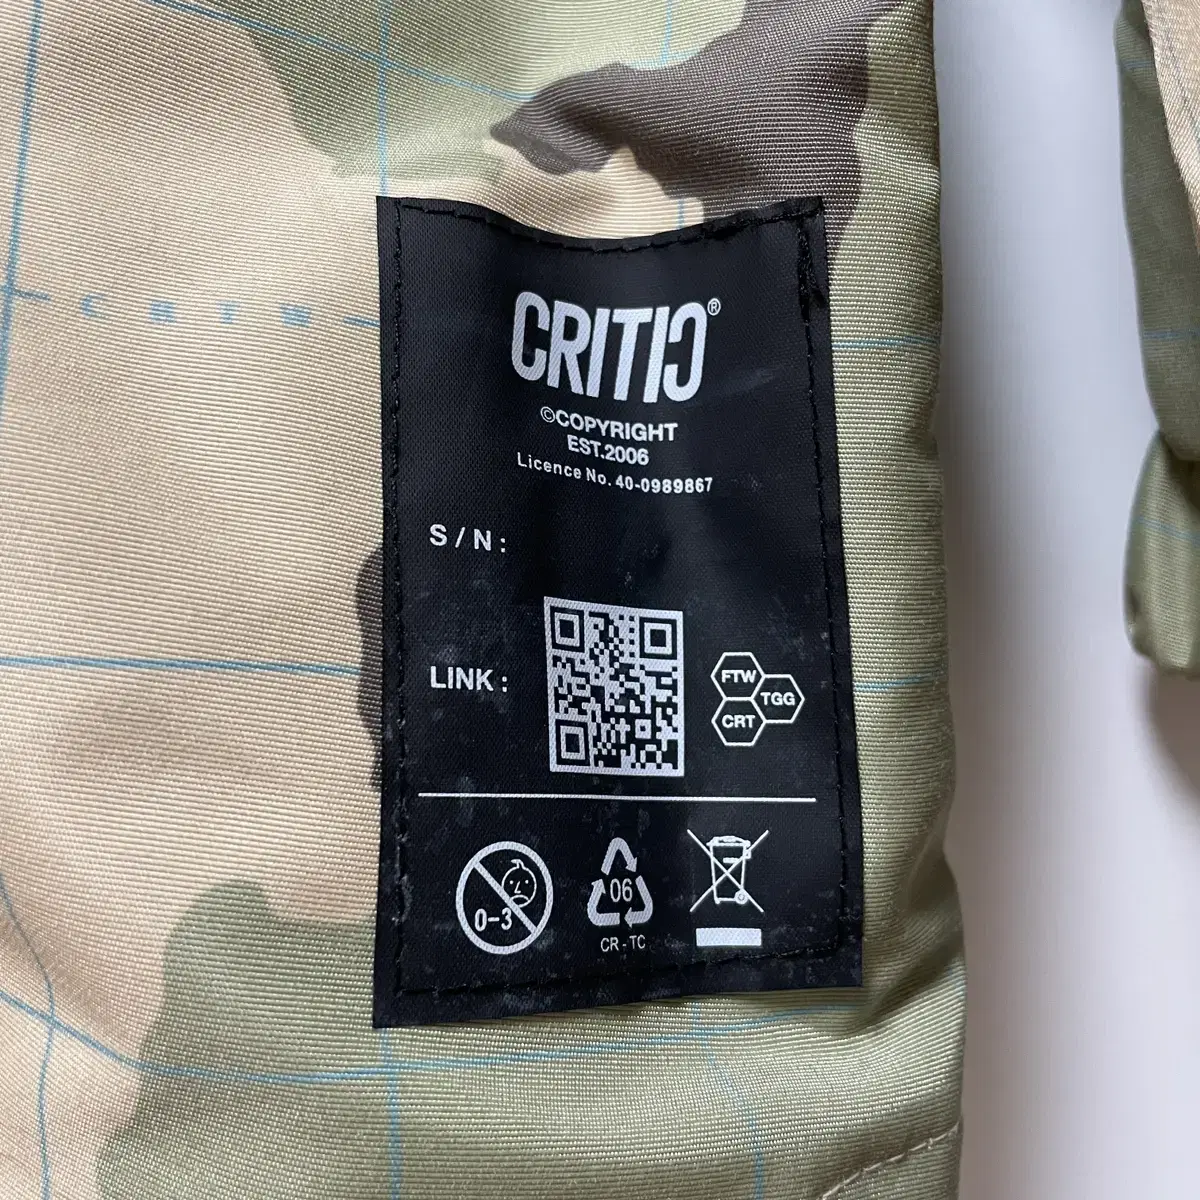 CRITIC®
©COPYRIGHT
EST.2006
Licence No. 40-0989867
S / N :
LINK :
FTW
TGG
CRT
0-3
06
CR - TC